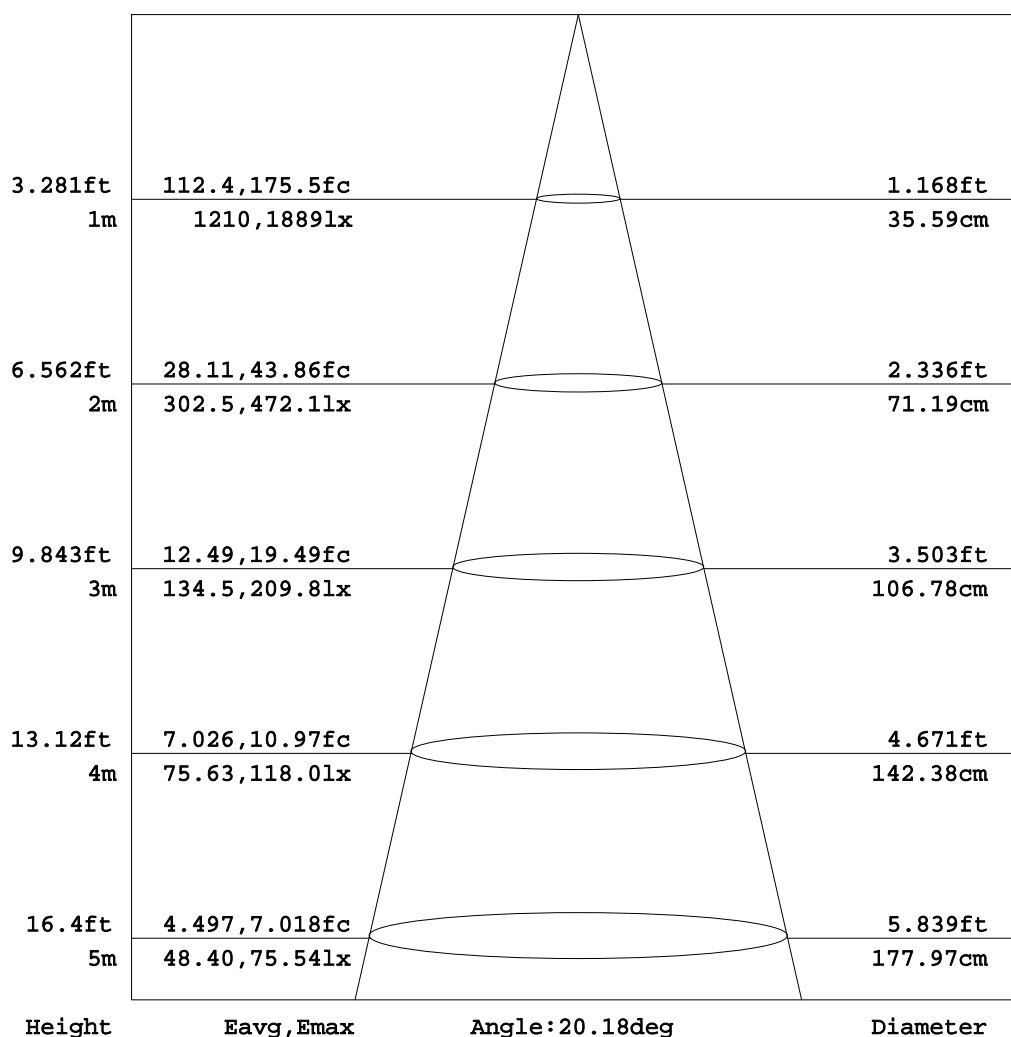 3.281ft 112.4,175.5fc 1.168ft
1m 1210,1889lx 35.59cm
6.562ft 28.11,43.86fc 2.336ft
2m 302.5,472.1lx 71.19cm
9.843ft 12.49,19.49fc 3.503ft
3m 134.5,209.8lx 106.78cm
13.12ft 7.026,10.97fc 4.671ft
4m 75.63,118.0lx 142.38cm
16.4ft 4.497,7.018fc 5.839ft
5m 48.40,75.54lx 177.97cm
Height Eavg,Emax Angle:20.18deg Diameter